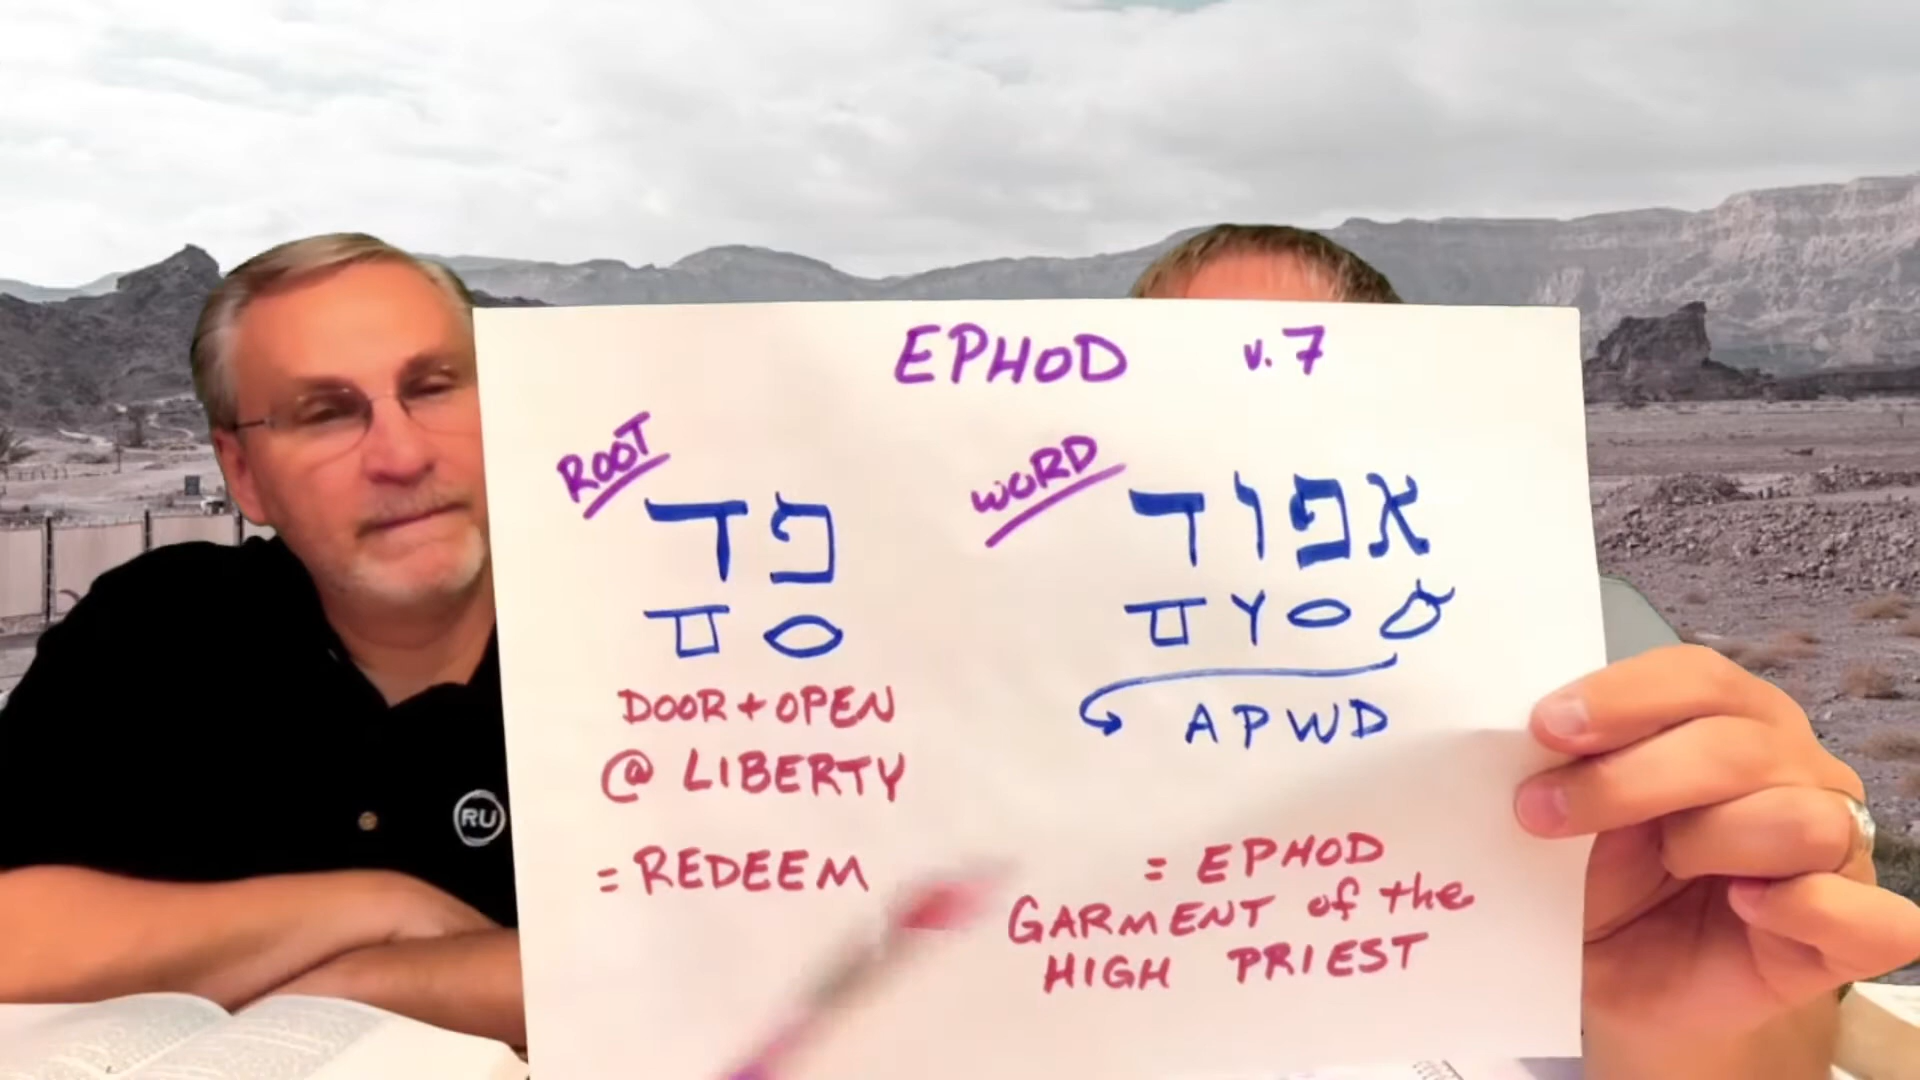 EPHOD v.7
ROOT
פד
DOOR + OPEN
@ LIBERTY
= REDEEM
WORD
אפוד
APWD
= EPHOD
GARMENT of the
HIGH PRIEST
RU